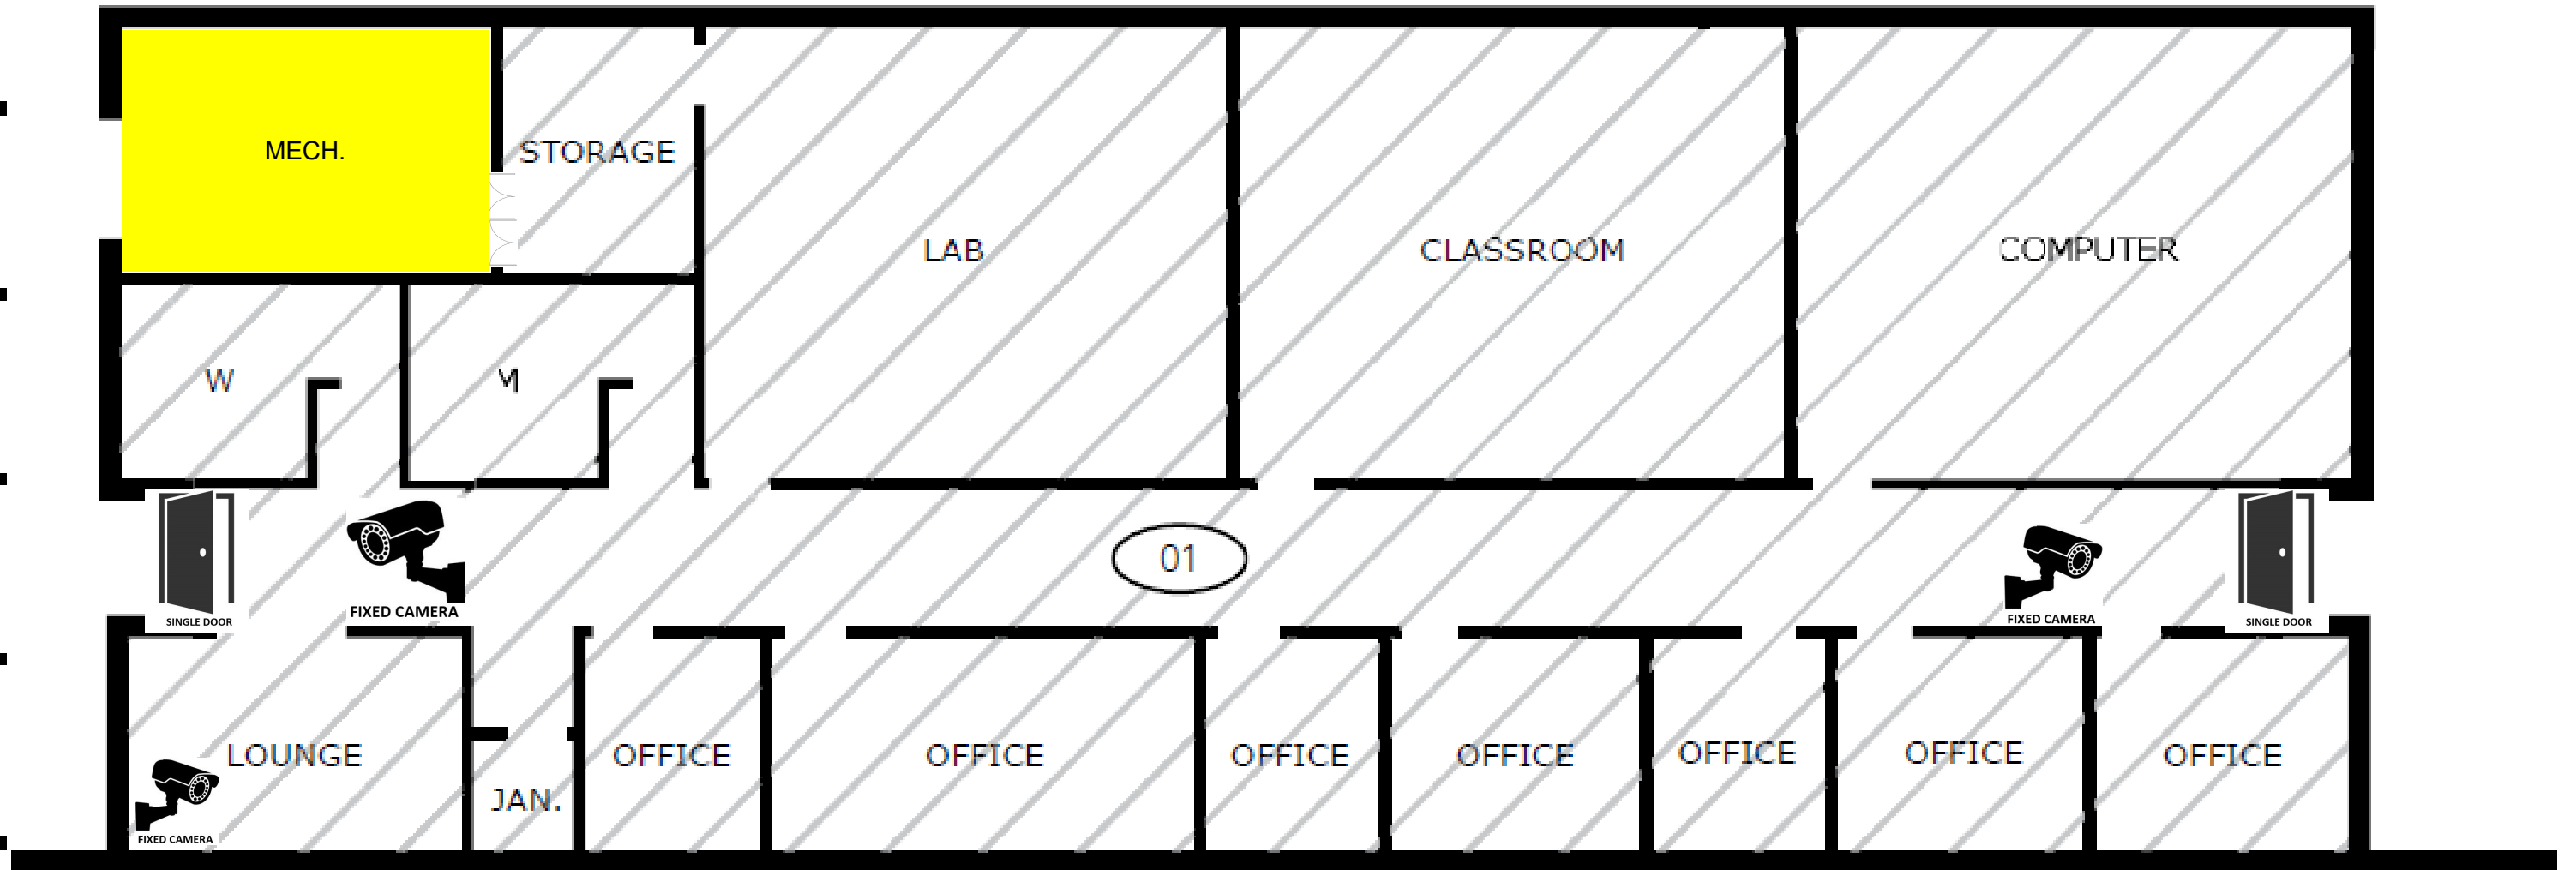 MECH.
STORAGE
LAB
CLASSROOM
COMPUTER
W
M
01
FIXED CAMERA
SINGLE DOOR
FIXED CAMERA
SINGLE DOOR
LOUNGE
JAN.
OFFICE
OFFICE
OFFICE
OFFICE
OFFICE
OFFICE
OFFICE
FIXED CAMERA